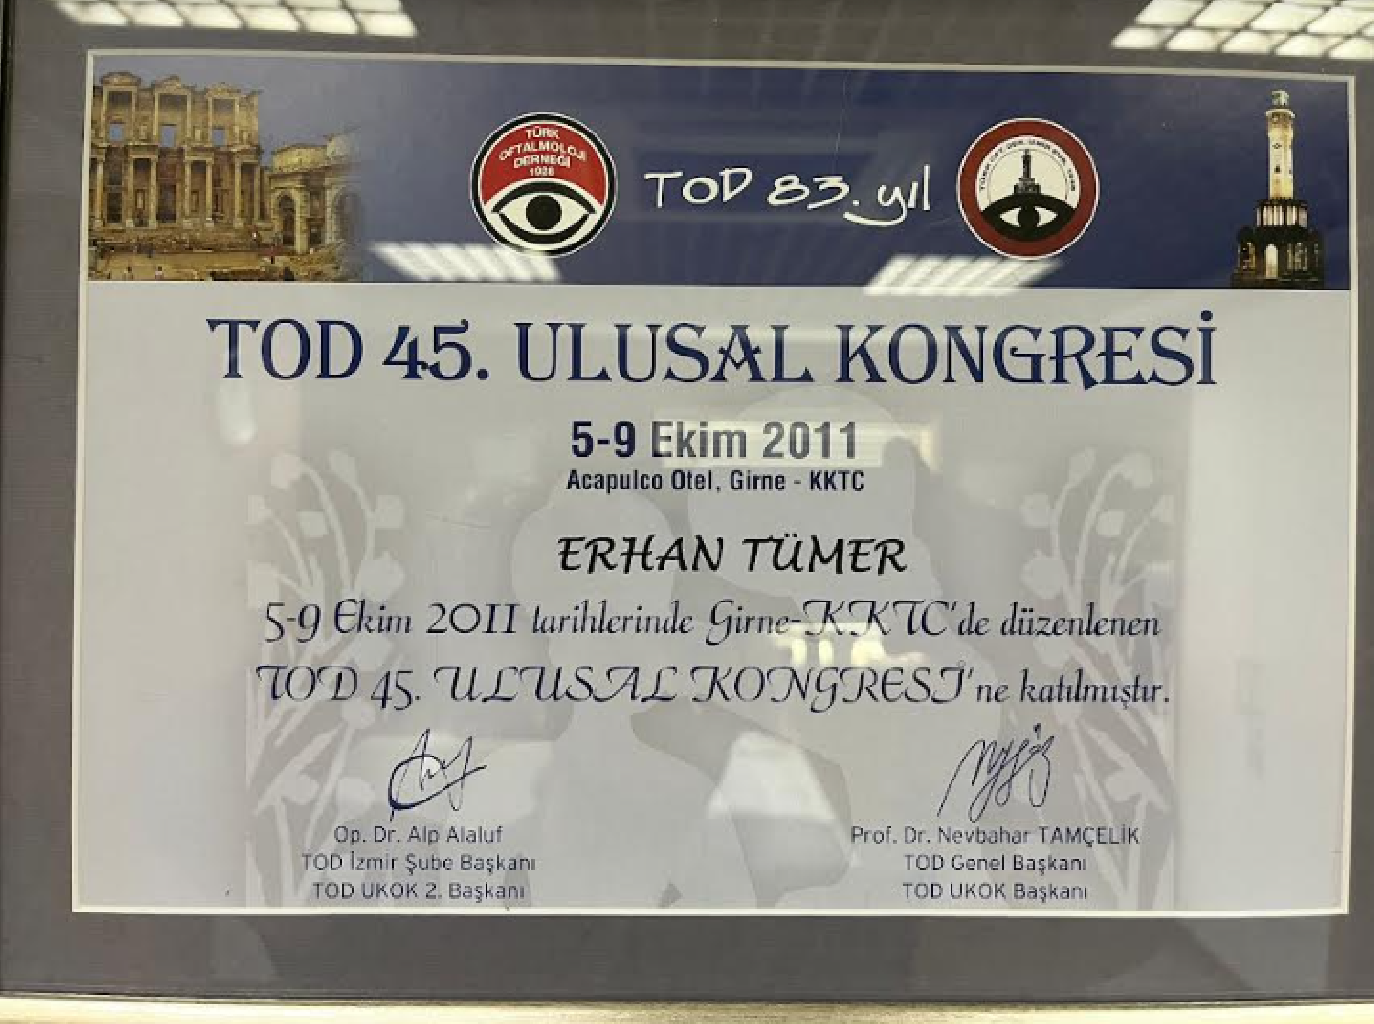 TÜRK
OFTALMOLOJİ
DERNEĞİ
1928
TOD 83. yıl
TOD 45. ULUSAL KONGRESİ
5-9 Ekim 2011
Acapulco Otel, Girne - KKTC
ERHAN TÜMER
5-9 Ekim 2011 tarihlerinde Girne-KKTC'de düzenlenen
TOD 45. ULUSAL KONGRESİ'ne katılmıştır.
Op. Dr. Alp Alaluf
TOD İzmir Şube Başkanı
TOD UKOK 2. Başkanı
Prof. Dr. Nevbahar TAMÇELİK
TOD Genel Başkanı
TOD UKOK Başkanı